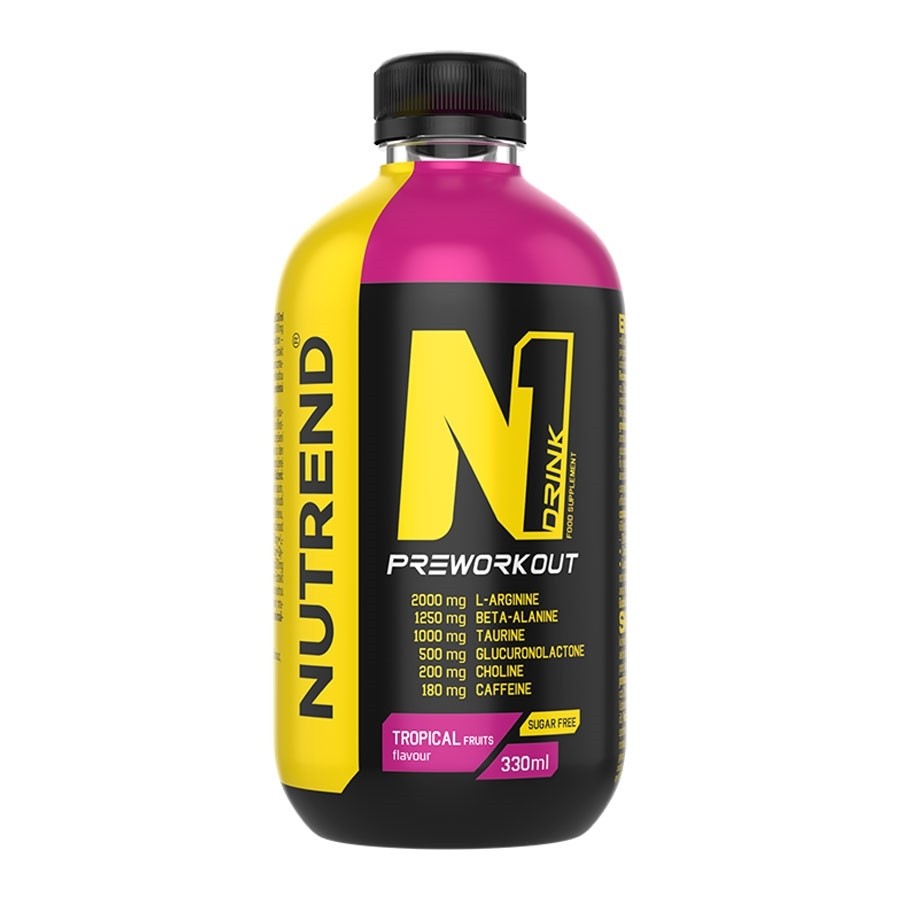 NUTREND®
N1
DRINK
FOOD SUPPLEMENT
PREWORKOUT
2000 mg L-ARGININE
1250 mg BETA-ALANINE
1000 mg TAURINE
500 mg GLUCURONOLACTONE
200 mg CHOLINE
180 mg CAFFEINE
SUGAR FREE
TROPICAL FRUITS
flavour
330ml